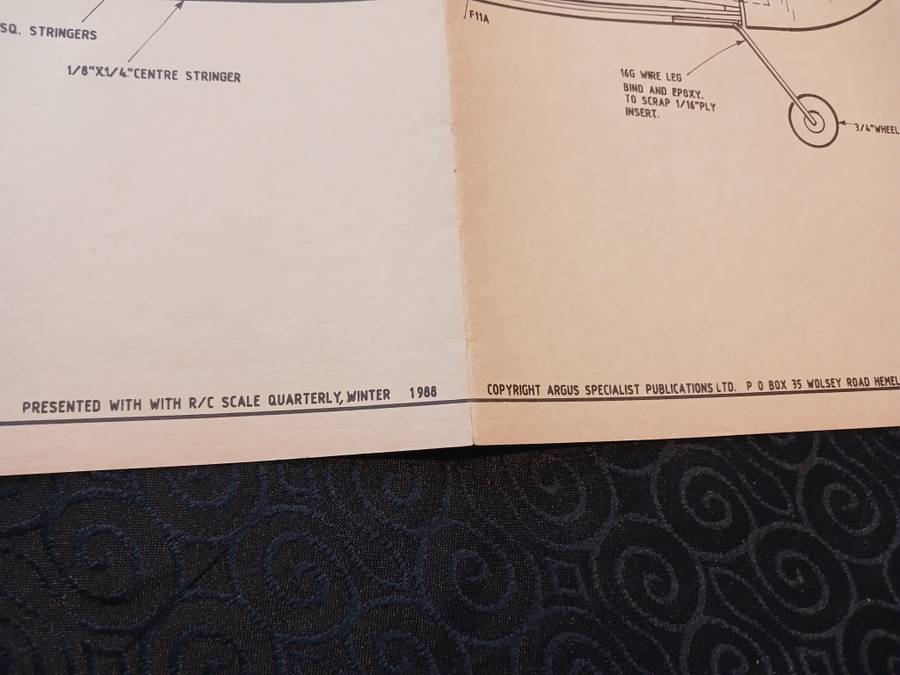 SQ. STRINGERS
1/8"X1/4"CENTRE STRINGER
F11A
16G WIRE LEG
BIND AND EPOXY.
TO SCRAP 1/16"PLY
INSERT.
3/4"WHEEL
PRESENTED WITH WITH R/C SCALE QUARTERLY, WINTER 1988
COPYRIGHT ARGUS SPECIALIST PUBLICATIONS LTD. P O BOX 35 WOLSEY ROAD HEMEL